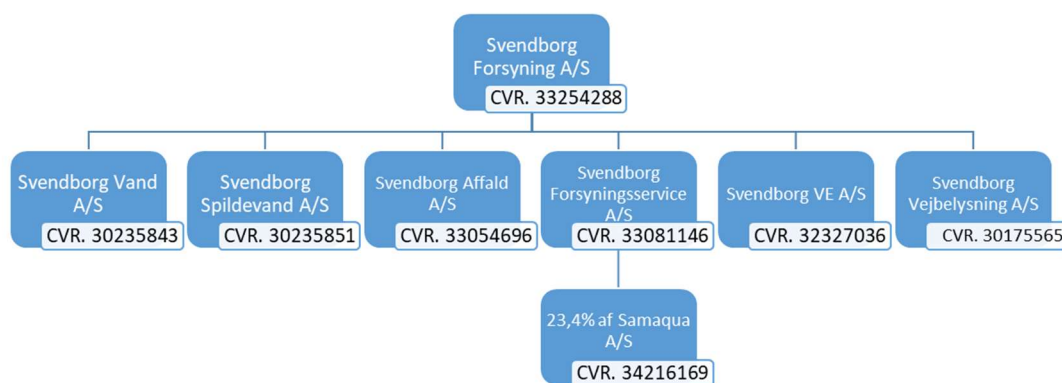 Svendborg
Forsyning A/S
CVR. 33254288
Svendborg Vand
A/S
CVR. 30235843
Svendborg
Spildevand A/S
CVR. 30235851
Svendborg Affald
A/S
CVR. 33054696
Svendborg
Forsyningsservice
A/S
CVR. 33081146
Svendborg VE A/S
CVR. 32327036
Svendborg
Vejbelysning A/S
CVR. 30175565
23,4% af Samaqua
A/S
CVR. 34216169